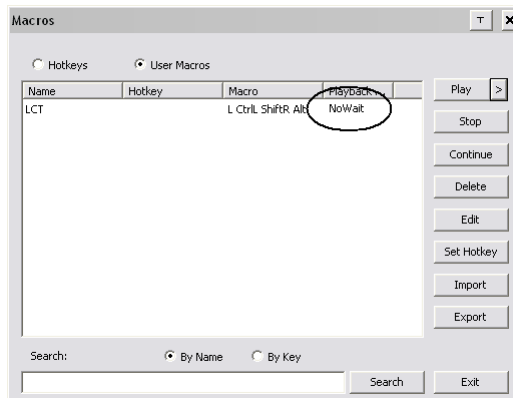 Macros
T X
Hotkeys User Macros
Name Hotkey Macro Playback
LCT L CtrlL ShiftR Alt NoWait
Play >
Stop
Continue
Delete
Edit
Set Hotkey
Import
Export
Search: By Name By Key
Search Exit